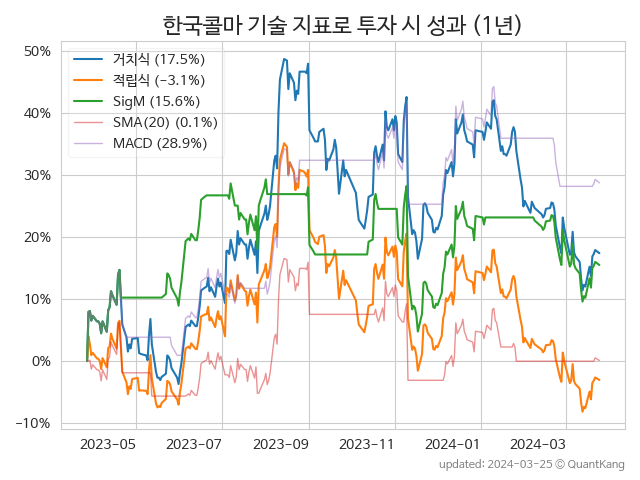 한국콜마 기술 지표로 투자 시 성과 (1년)
50%
40%
30%
20%
10%
0%
−10%
거치식 (17.5%)
적립식 (−3.1%)
SigM (15.6%)
SMA(20) (0.1%)
MACD (28.9%)
2023-05
2023-07
2023-09
2023-11
2024-01
2024-03
updated: 2024-03-25 © QuantKang